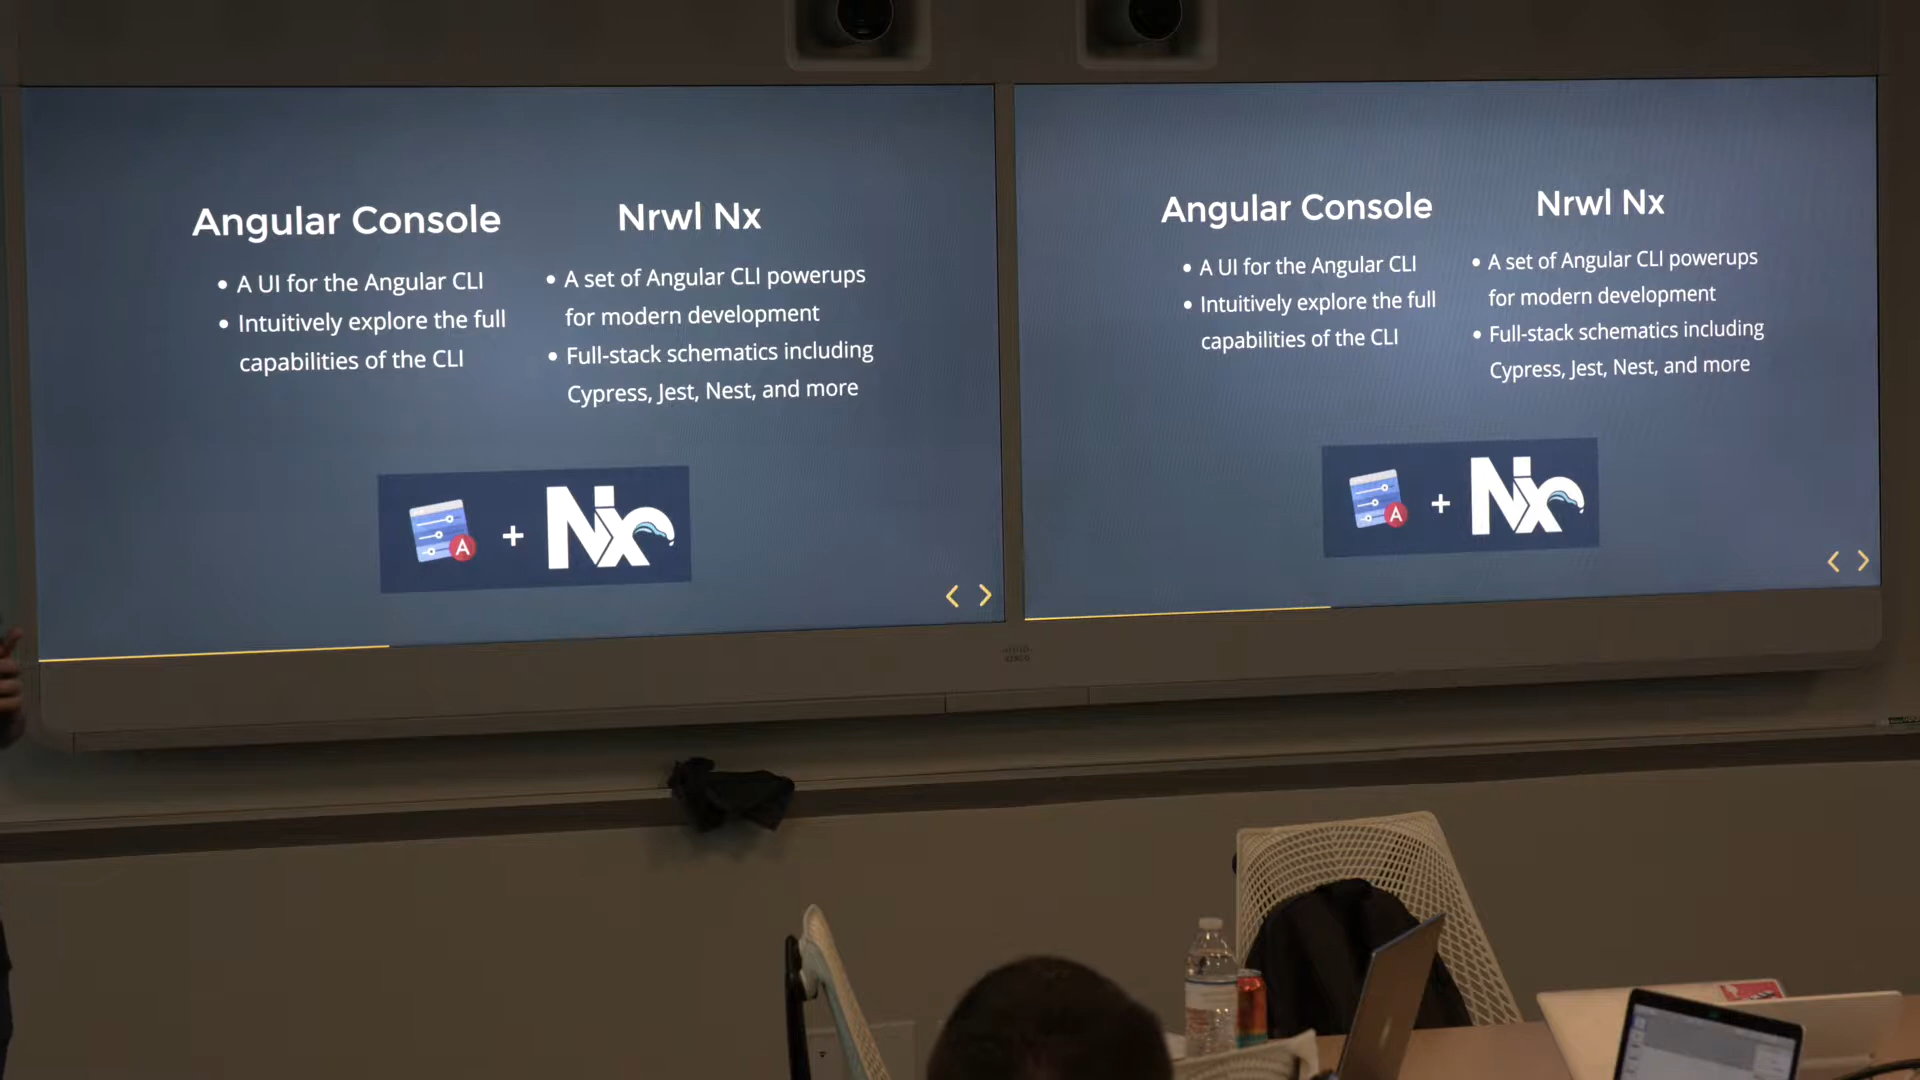 Angular Console
A UI for the Angular CLI
Intuitively explore the full
capabilities of the CLI
Nrwl Nx
A set of Angular CLI powerups
for modern development
Full-stack schematics including
Cypress, Jest, Nest, and more
A + Nx
Angular Console
A UI for the Angular CLI
Intuitively explore the full
capabilities of the CLI
Nrwl Nx
A set of Angular CLI powerups
for modern development
Full-stack schematics including
Cypress, Jest, Nest, and more
A + Nx
CISCO